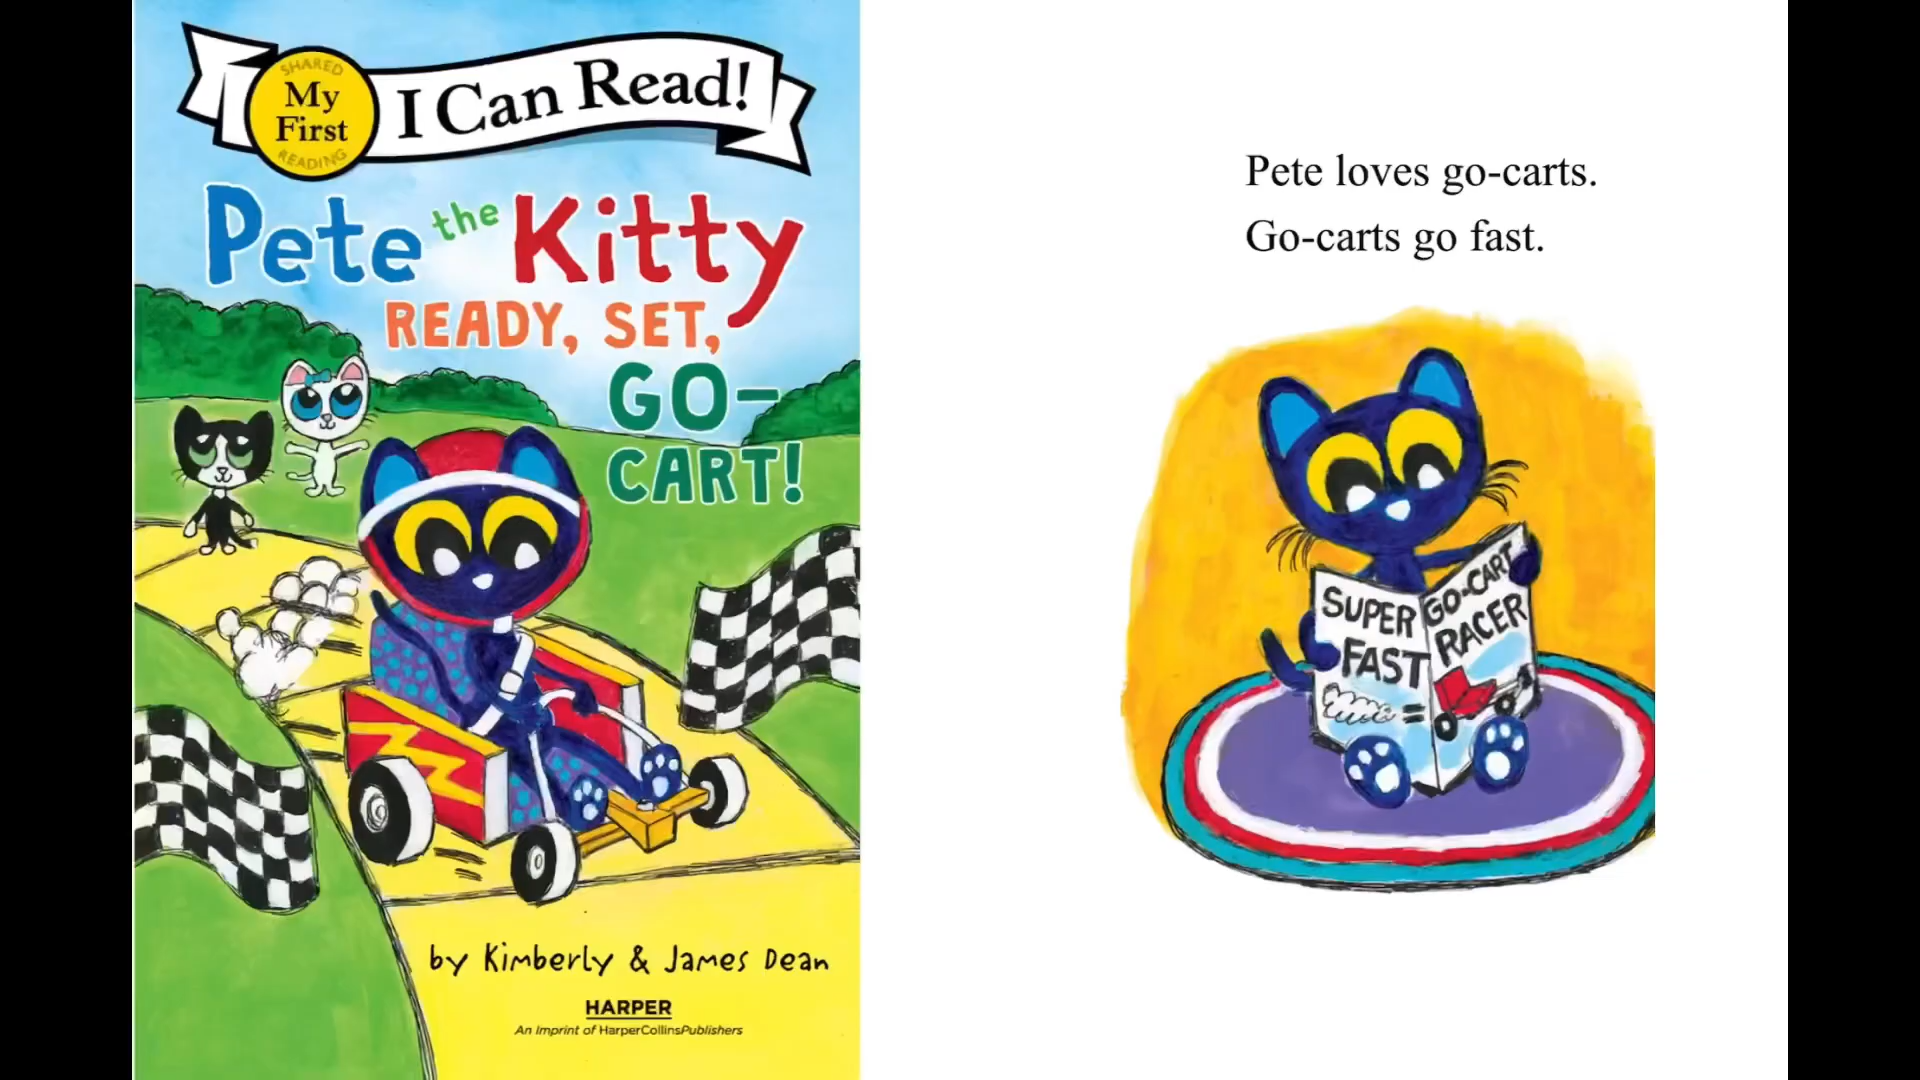 SHARED
My
First
READING
I Can Read!
Pete the Kitty
READY, SET,
GO-
CART!
by Kimberly & James Dean
HARPER
An Imprint of HarperCollinsPublishers
Pete loves go-carts.
Go-carts go fast.
SUPER
FAST
GO-CART
RACER